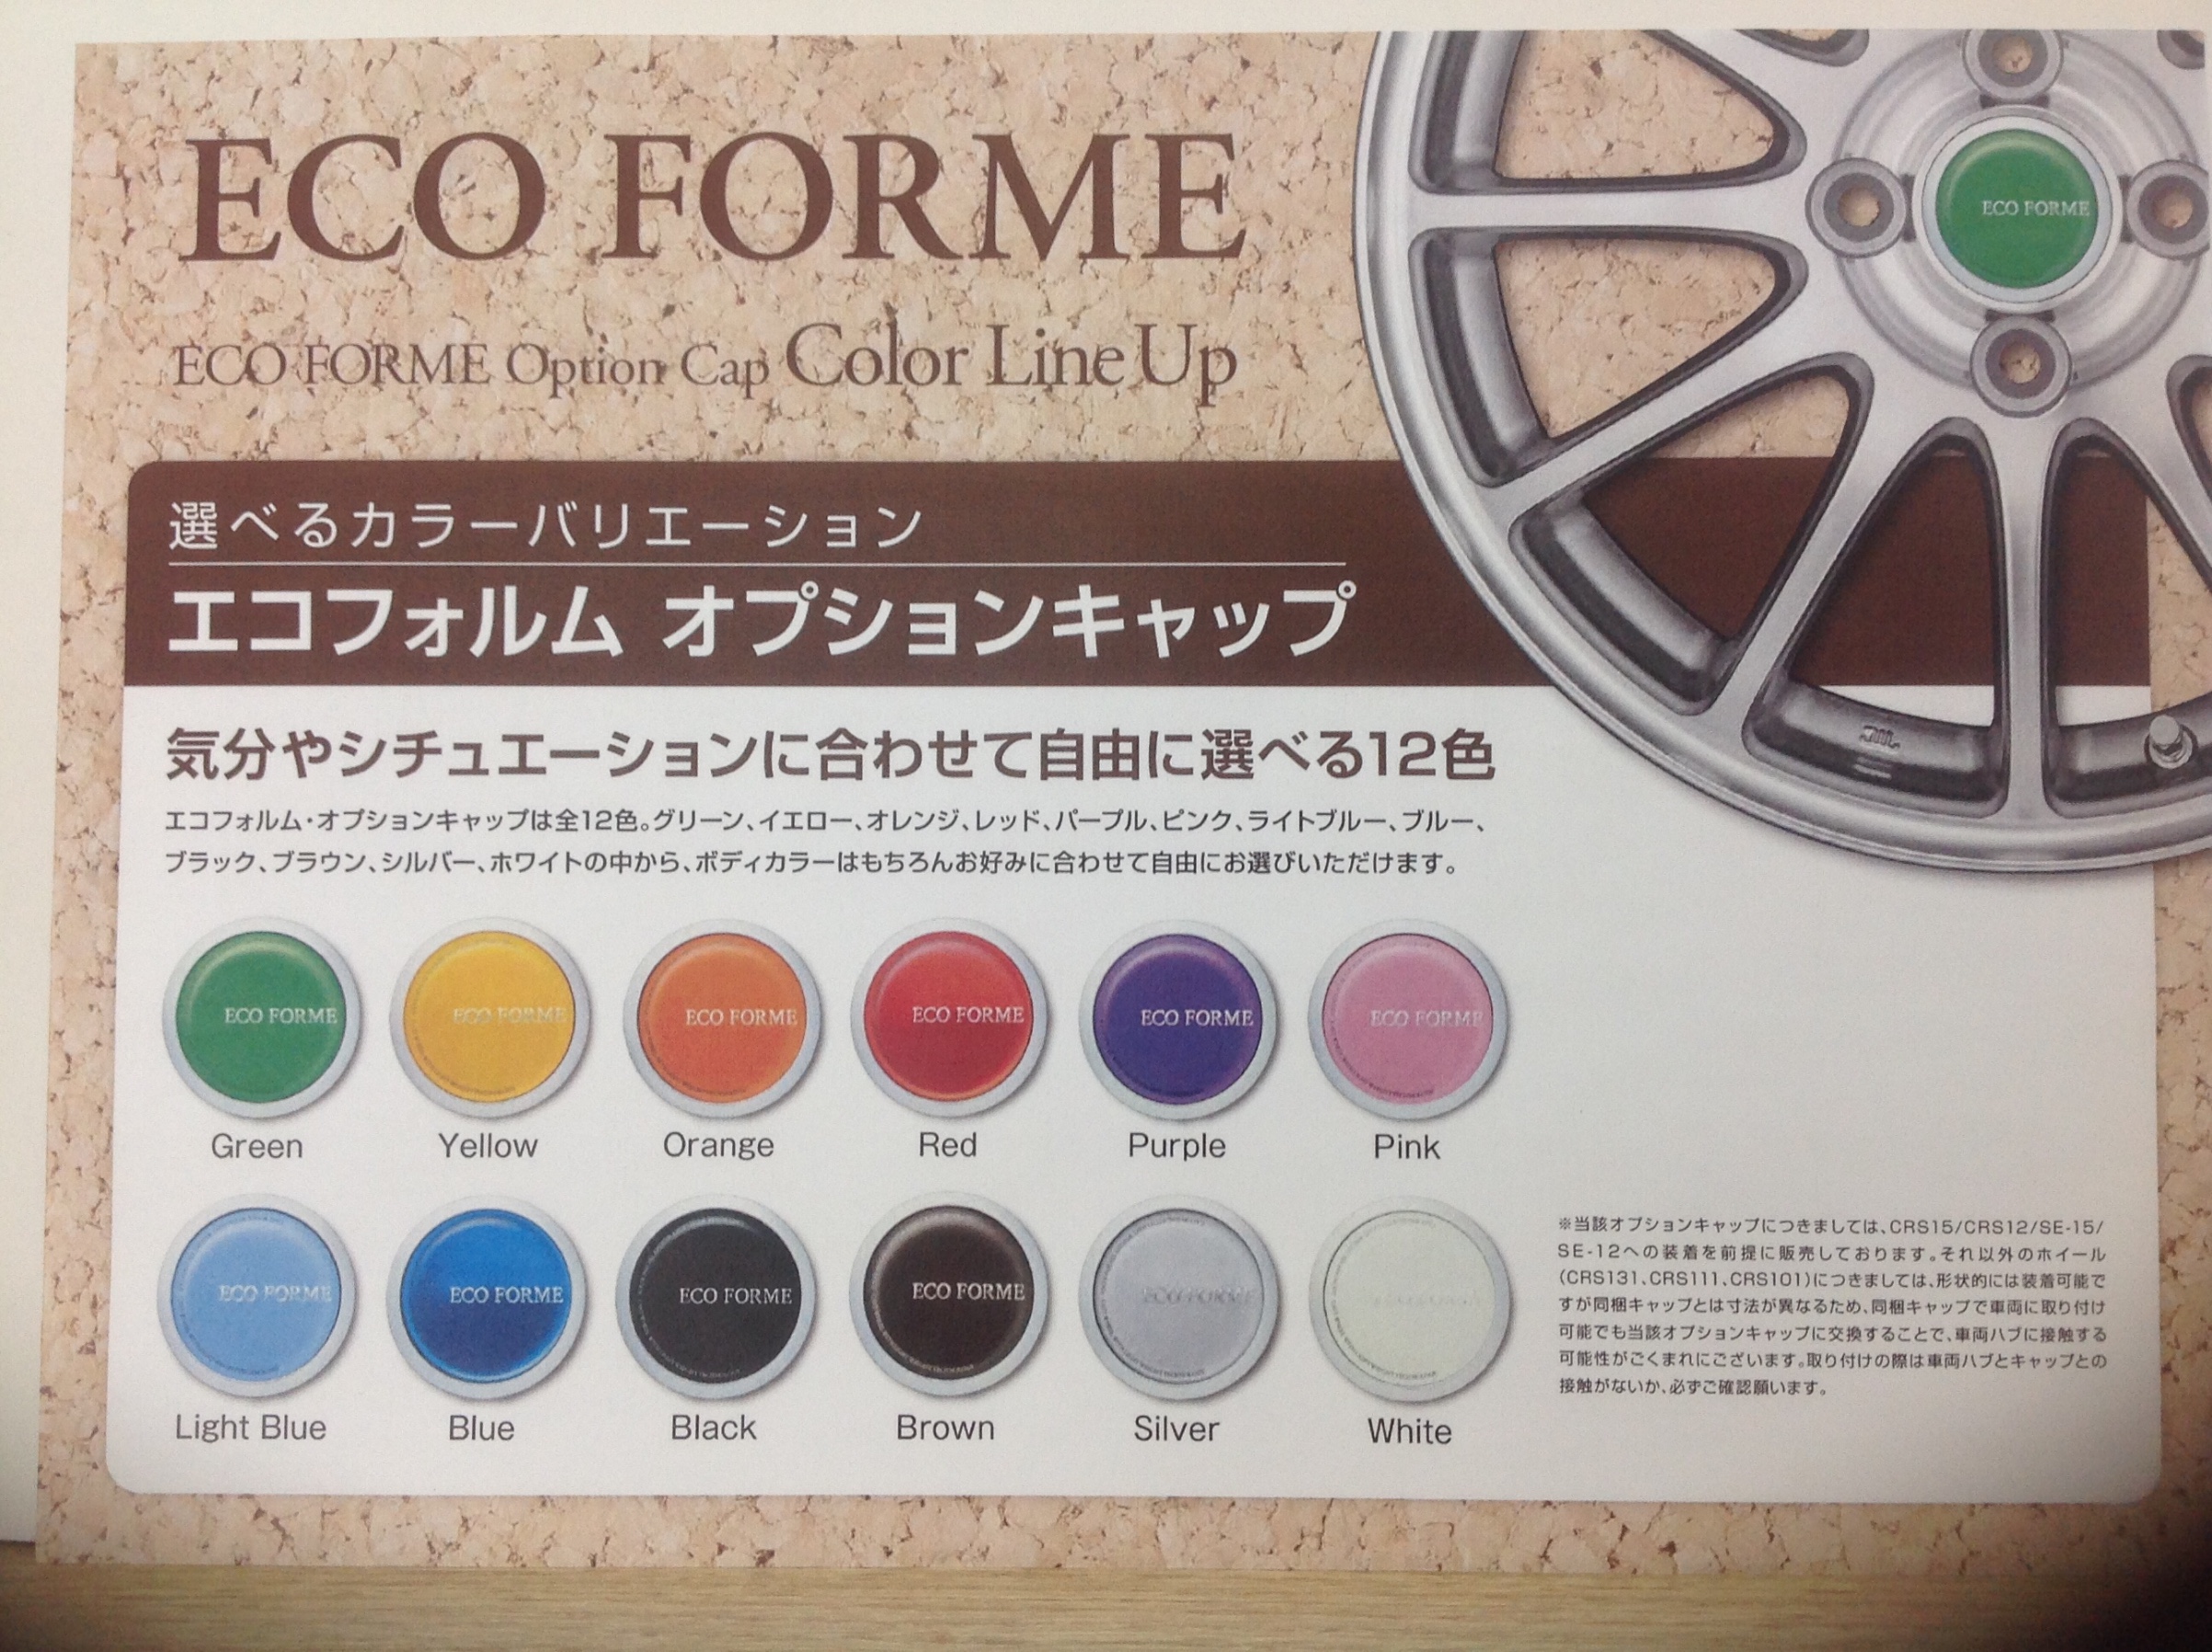 ECO FORME
ECO FORME Option Cap Color Line Up
ECO FORME
選べるカラーバリエーション
エコフォルム オプションキャップ
気分やシチュエーションに合わせて自由に選べる12色
エコフォルム・オプションキャップは全12色。グリーン、イエロー、オレンジ、レッド、パープル、ピンク、ライトブルー、ブルー、
ブラック、ブラウン、シルバー、ホワイトの中から、ボディカラーはもちろんお好みに合わせて自由にお選びいただけます。
ECO FORME ECO FORME ECO FORME ECO FORME ECO FORME ECO FORME
Green Yellow Orange Red Purple Pink
ECO FORME ECO FORME ECO FORME ECO FORME ECO FORME ECO FORME
Light Blue Blue Black Brown Silver White
※当該オプションキャップにつきましては、CRS15/CRS12/SE-15/
SE-12への装着を前提に販売しております。それ以外のホイール
(CRS131、CRS111、CRS101)につきましては、形状的には装着可能で
すが同梱キャップとは寸法が異なるため、同梱キャップで車両に取り付け
可能でも当該オプションキャップに交換することで、車両ハブに接触する
可能性がごくまれにございます。取り付けの際は車両ハブとキャップとの
接触がないか、必ずご確認願います。